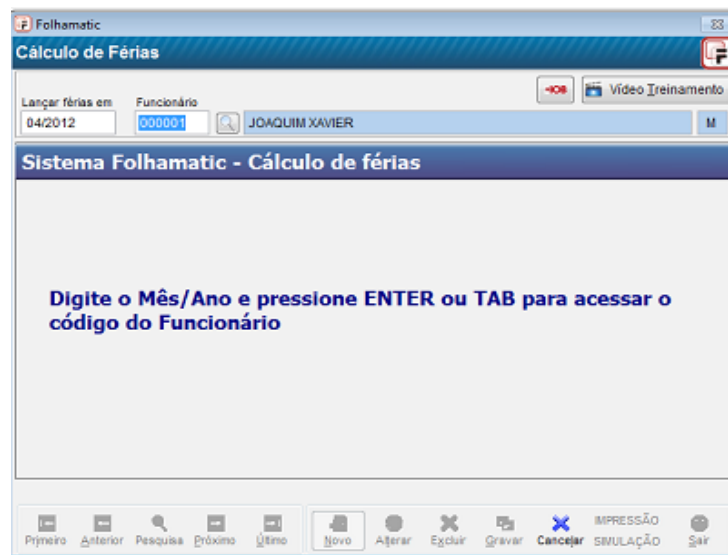 Folhamatic
Cálculo de Férias
Vídeo Treinamento
Lançar férias em Funcionário
04/2012 000001 JOAQUIM XAVIER M
Sistema Folhamatic - Cálculo de férias
Digite o Mês/Ano e pressione ENTER ou TAB para acessar o
código do Funcionário
IMPRESSÃO
Primeiro Anterior Pesquisa Próximo Último Novo Alterar Excluir Gravar Cancelar SIMULAÇÃO Sair